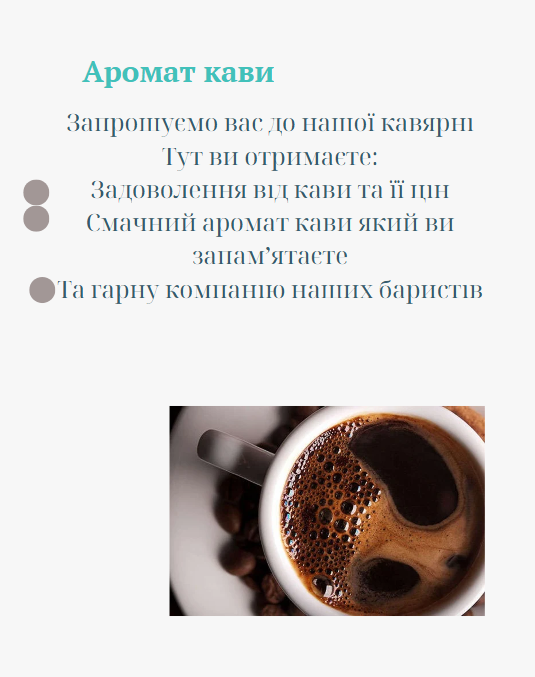 Аромат кави
Запрошуємо вас до нашої кавярні
Тут ви отримаєте:
Задоволення від кави та її цін
Смачний аромат кави який ви
запам’ятаєте
Та гарну компанію наших баристів